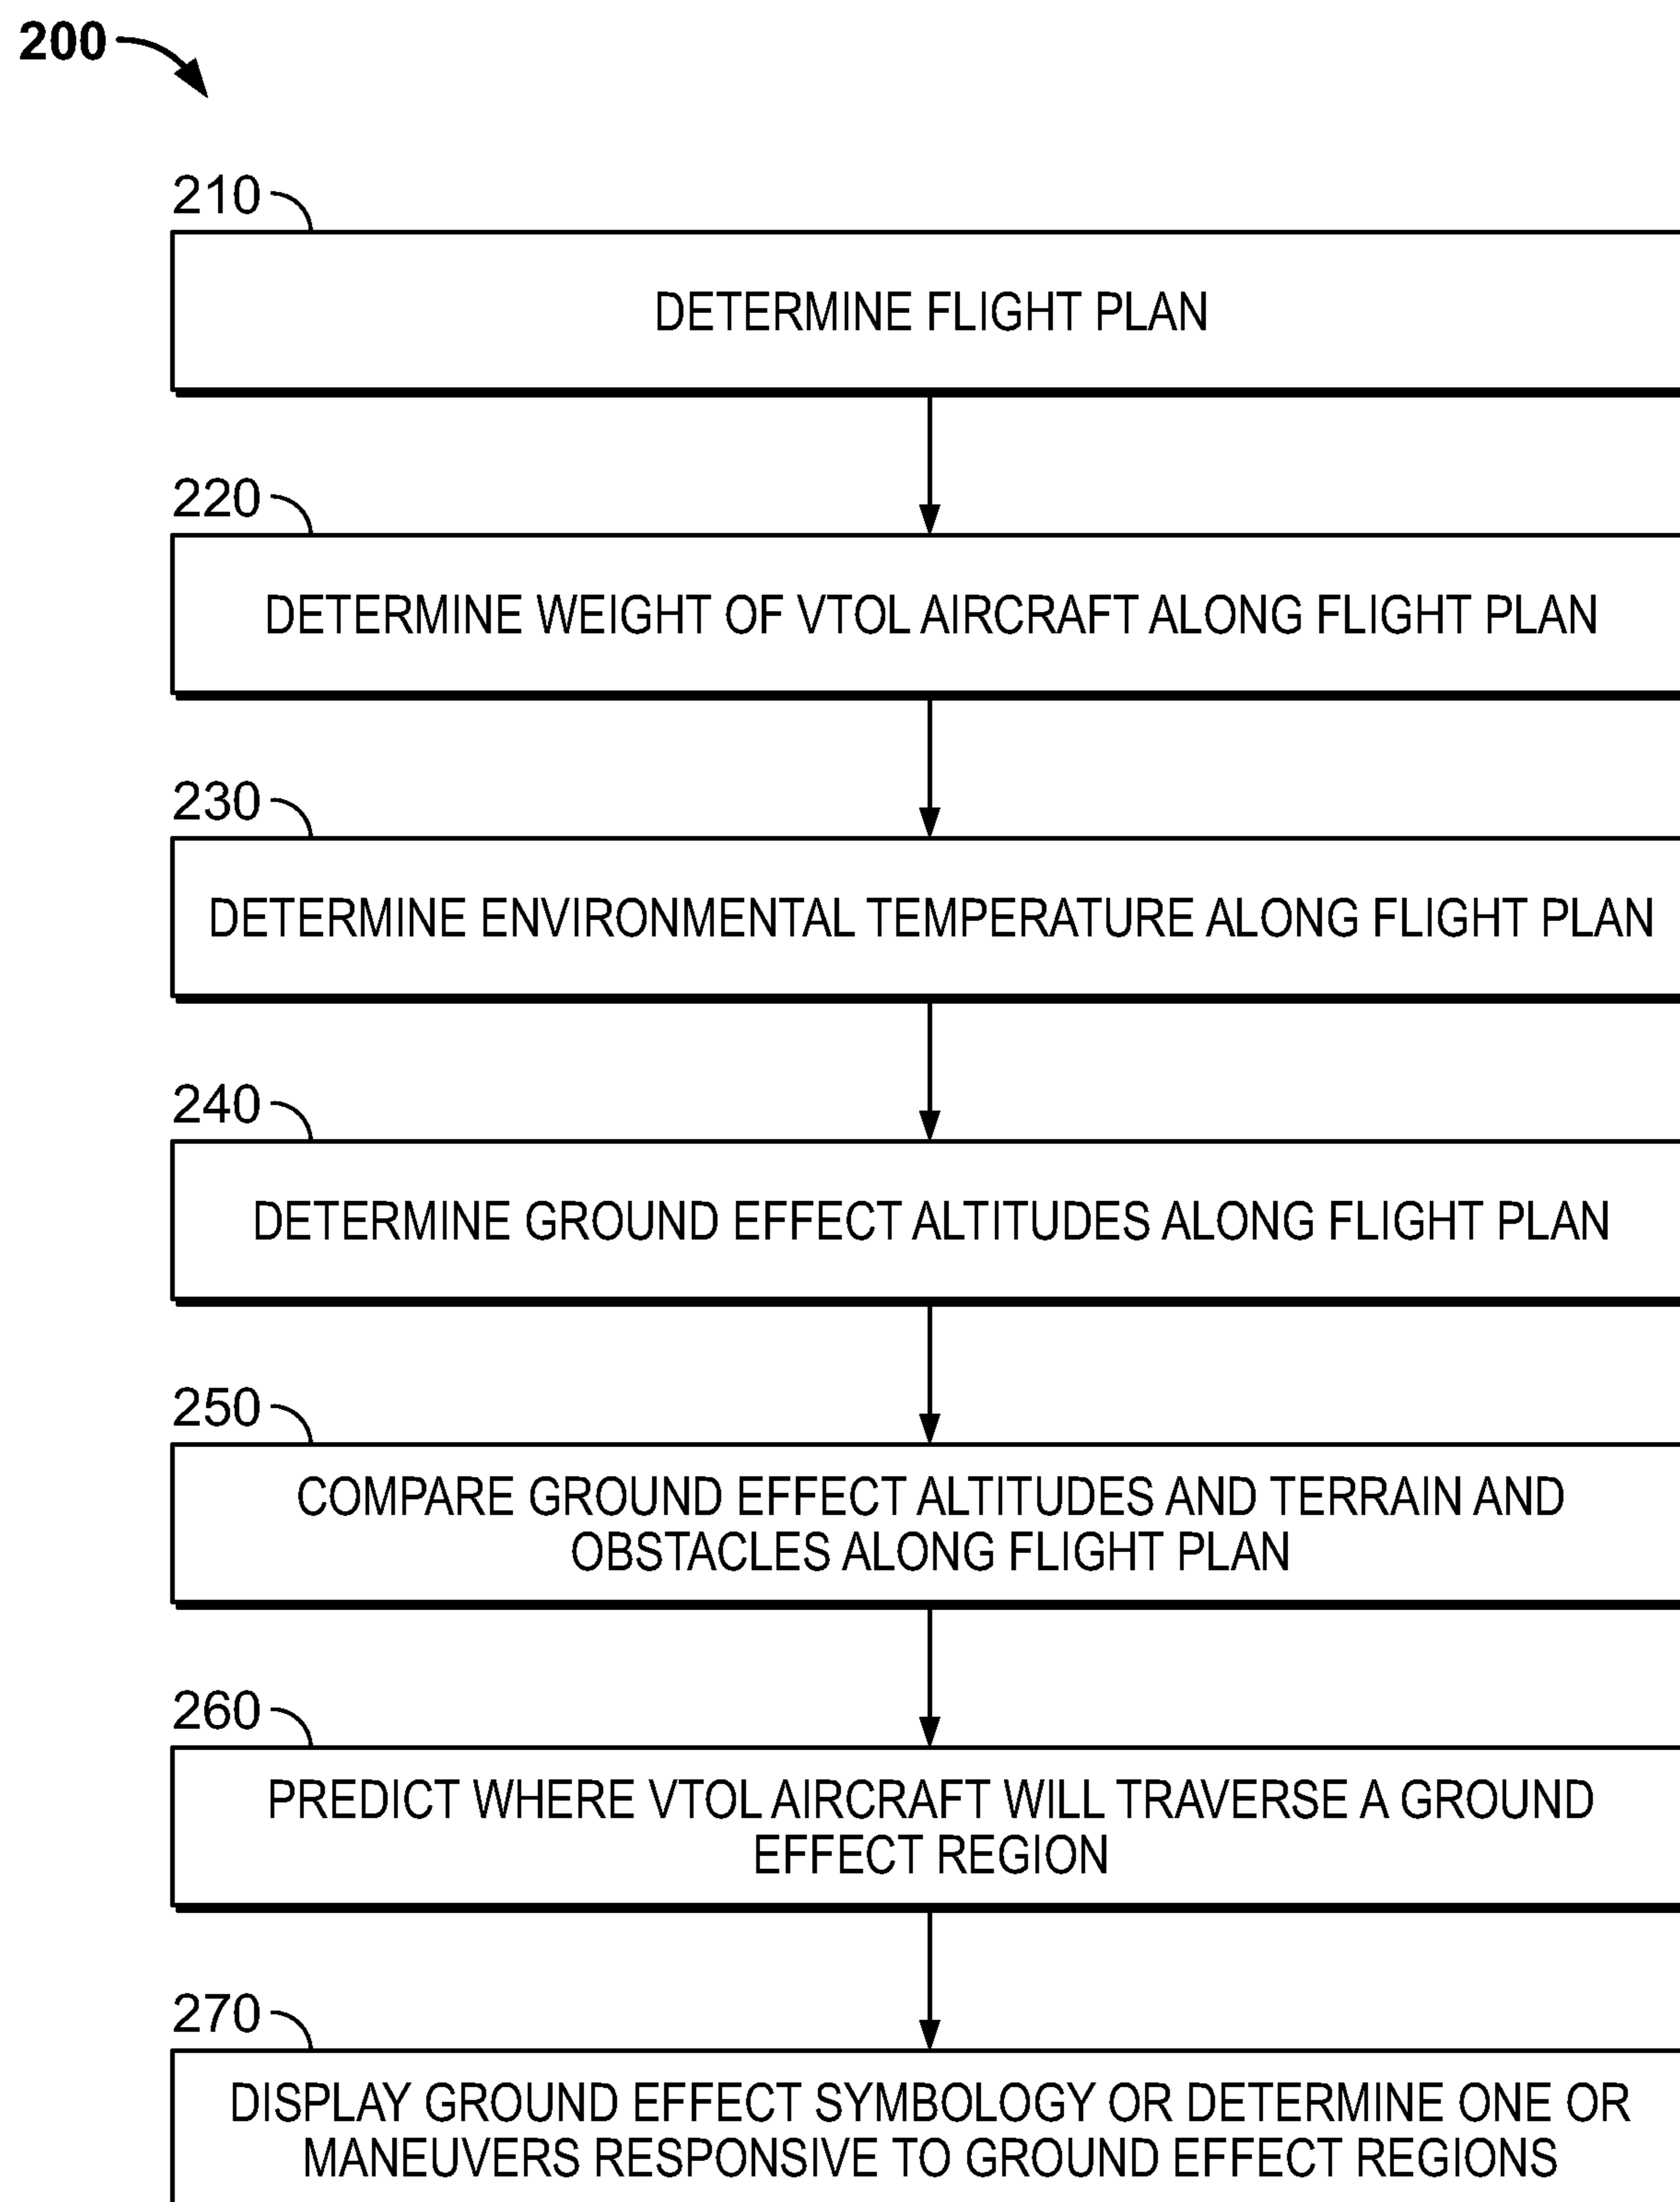 200
210
DETERMINE FLIGHT PLAN
220
DETERMINE WEIGHT OF VTOL AIRCRAFT ALONG FLIGHT PLAN
230
DETERMINE ENVIRONMENTAL TEMPERATURE ALONG FLIGHT PLAN
240
DETERMINE GROUND EFFECT ALTITUDES ALONG FLIGHT PLAN
250
COMPARE GROUND EFFECT ALTITUDES AND TERRAIN AND
OBSTACLES ALONG FLIGHT PLAN
260
PREDICT WHERE VTOL AIRCRAFT WILL TRAVERSE A GROUND
EFFECT REGION
270
DISPLAY GROUND EFFECT SYMBOLOGY OR DETERMINE ONE OR
MANEUVERS RESPONSIVE TO GROUND EFFECT REGIONS